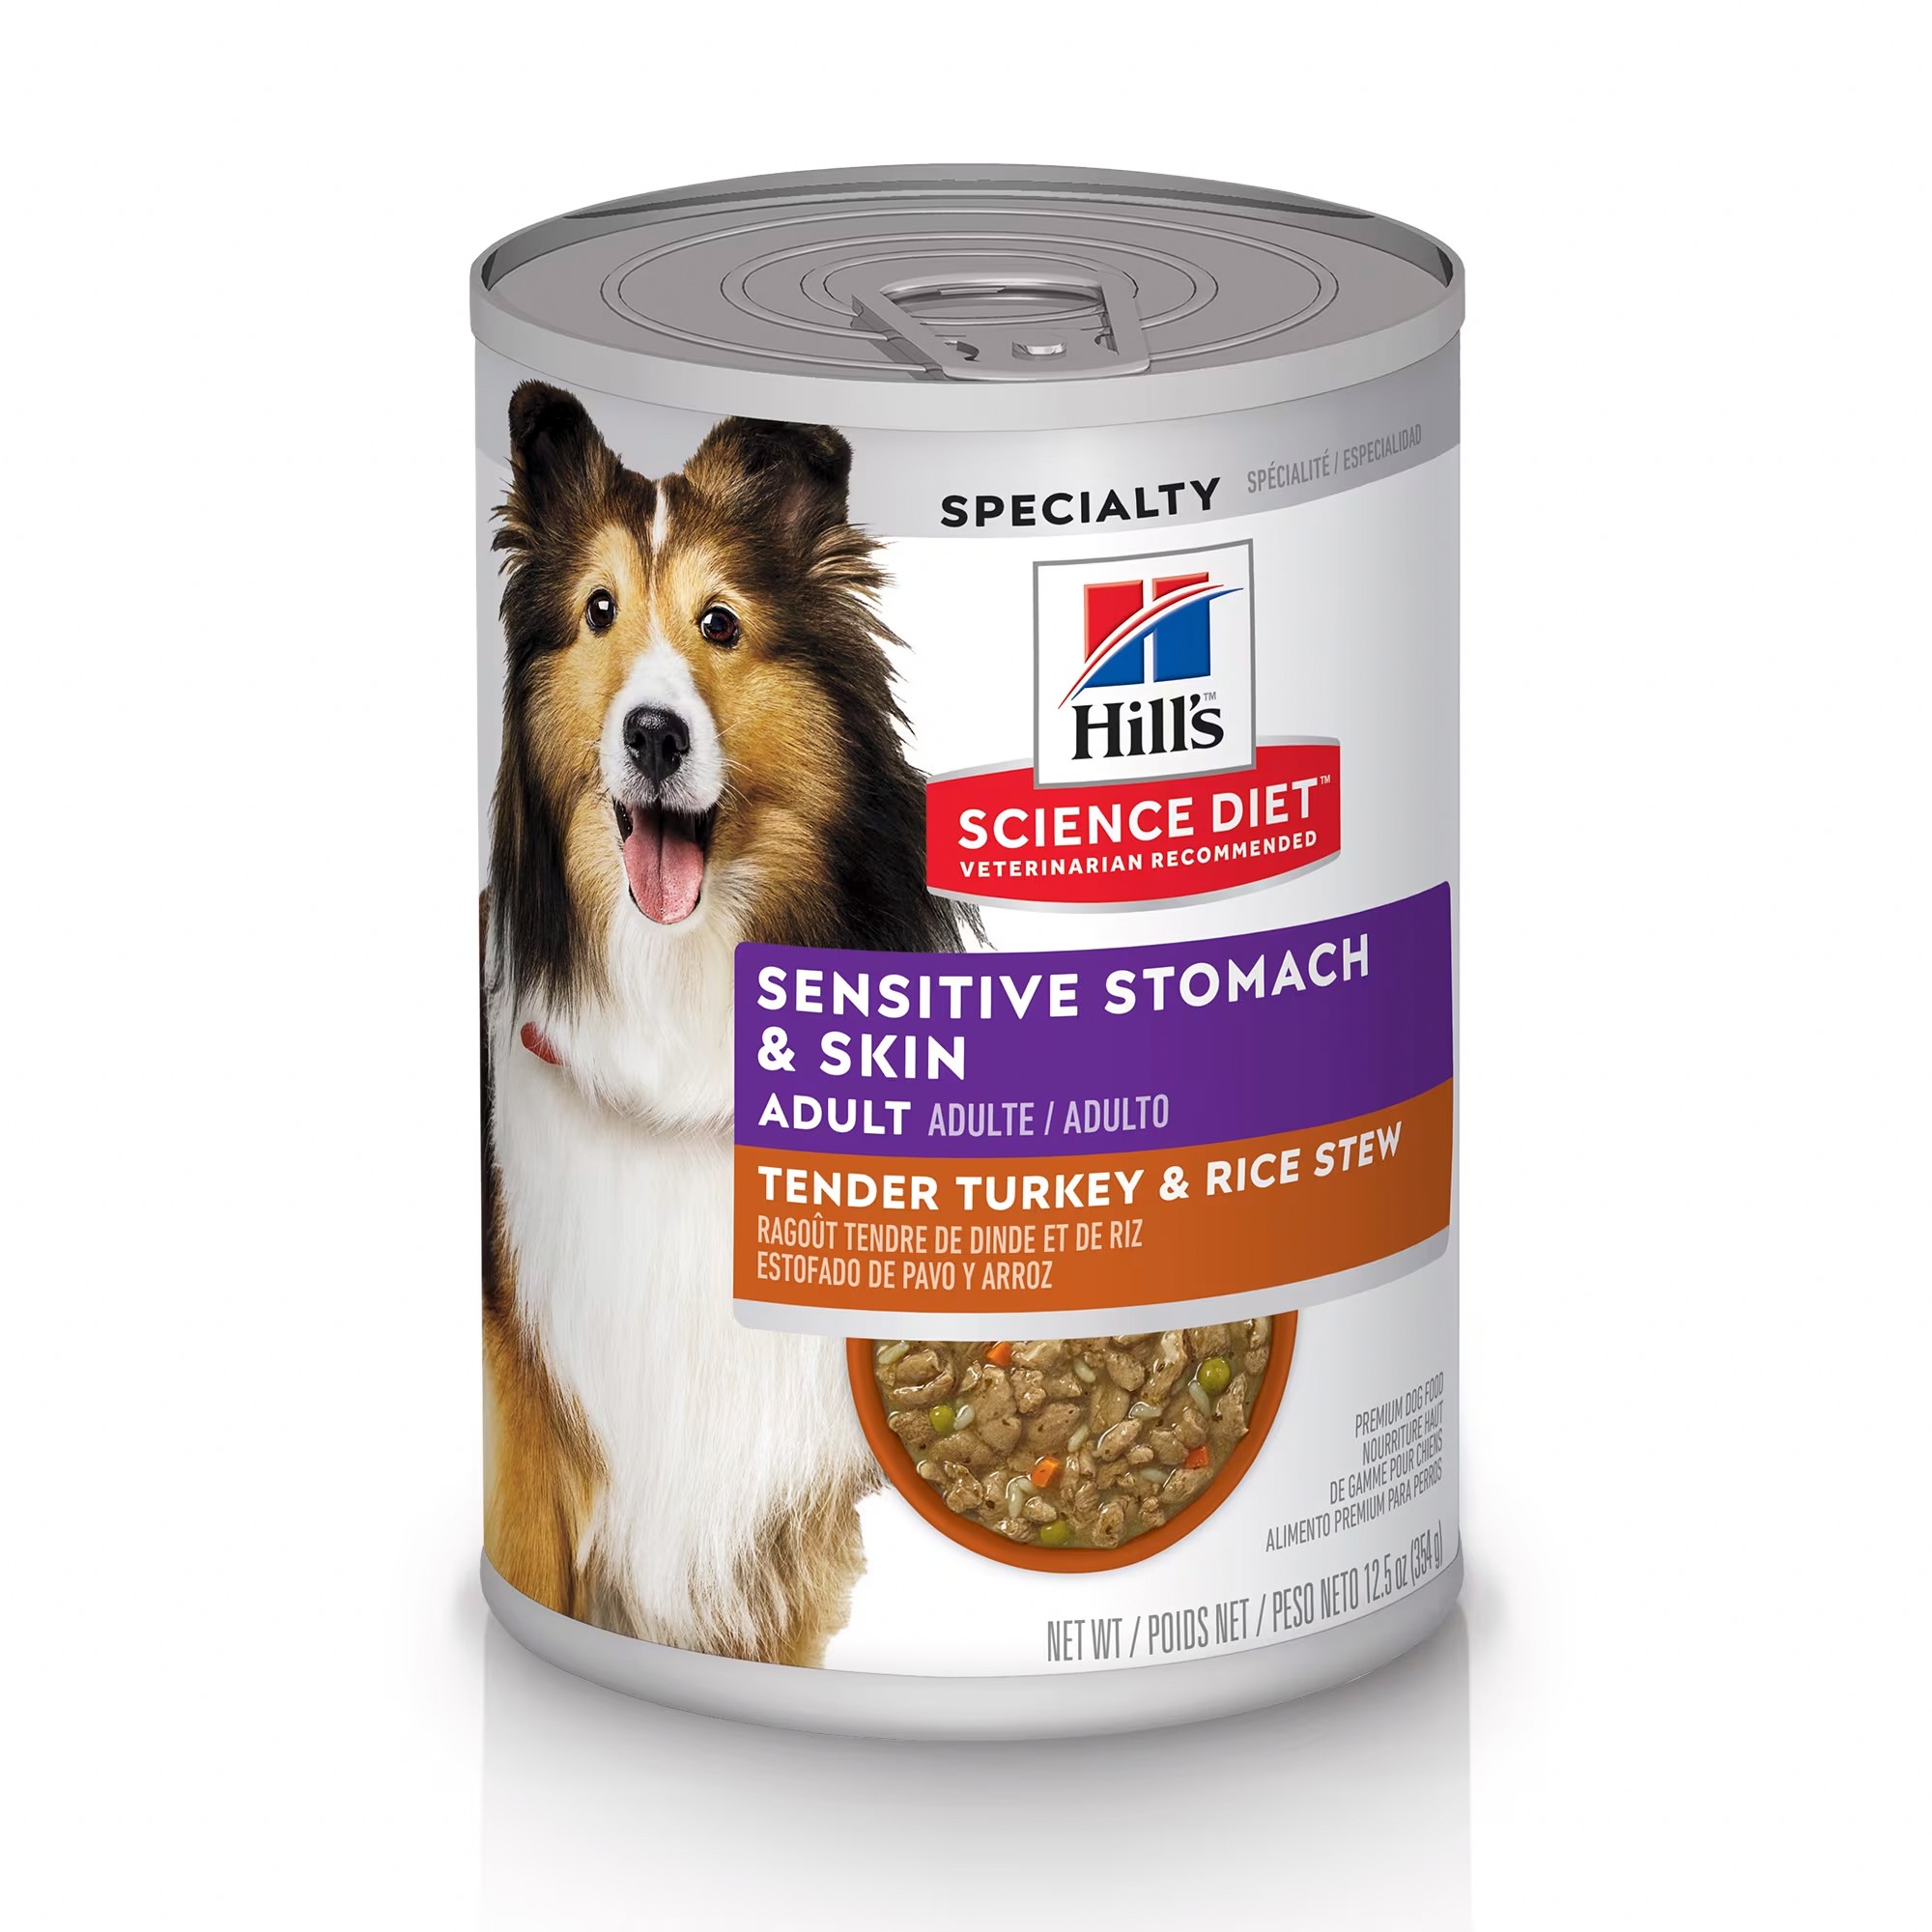 SPECIALTY SPÉCIALITÉ / ESPECIALIDAD
Hill's™
SCIENCE DIET™
VETERINARIAN RECOMMENDED
SENSITIVE STOMACH
& SKIN
ADULT ADULTE / ADULTO
TENDER TURKEY & RICE STEW
RAGOÛT TENDRE DE DINDE ET DE RIZ
ESTOFADO DE PAVO Y ARROZ
PREMIUM DOG FOOD
NOURRITURE HAUT
DE GAMME POUR CHIENS
ALIMENTO PREMIUM PARA PERROS
NET WT / POIDS NET / PESO NETO 12.5 oz (354 g)